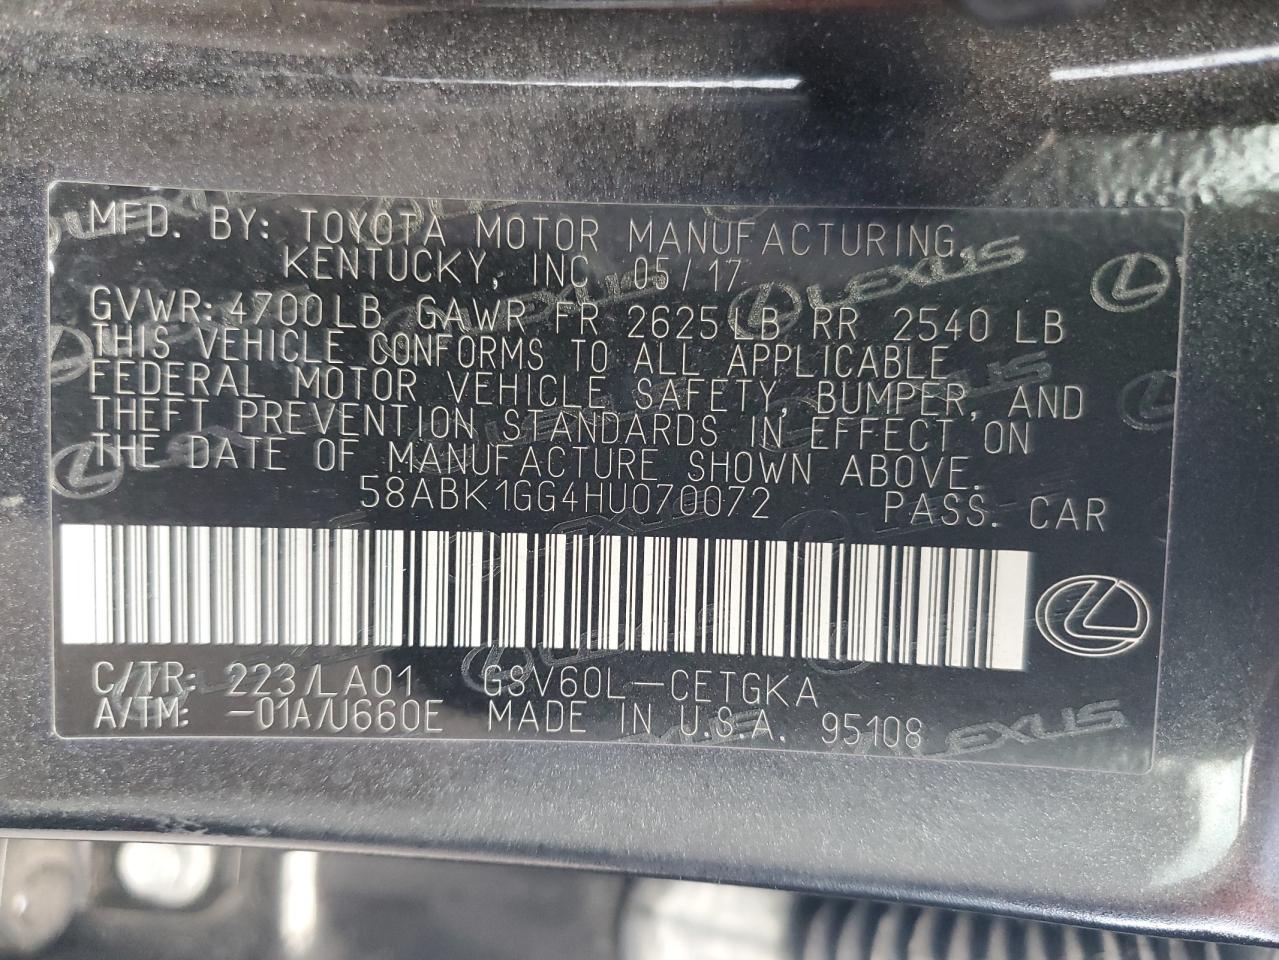 MFD. BY: TOYOTA MOTOR MANUFACTURING,
KENTUCKY, INC 05/17
GVWR: 4700LB GAWR FR 2625LB RR 2540 LB
THIS VEHICLE CONFORMS TO ALL APPLICABLE
FEDERAL MOTOR VEHICLE SAFETY, BUMPER, AND
THEFT PREVENTION STANDARDS IN EFFECT ON
THE DATE OF MANUFACTURE SHOWN ABOVE.
58ABK1GG4HU070072 PASS. CAR
C/TR: 223/LA01 GSV60L-CETGKA
A/TM: -01A/U660E MADE IN U.S.A. 95108
LEXUS
LEXUS